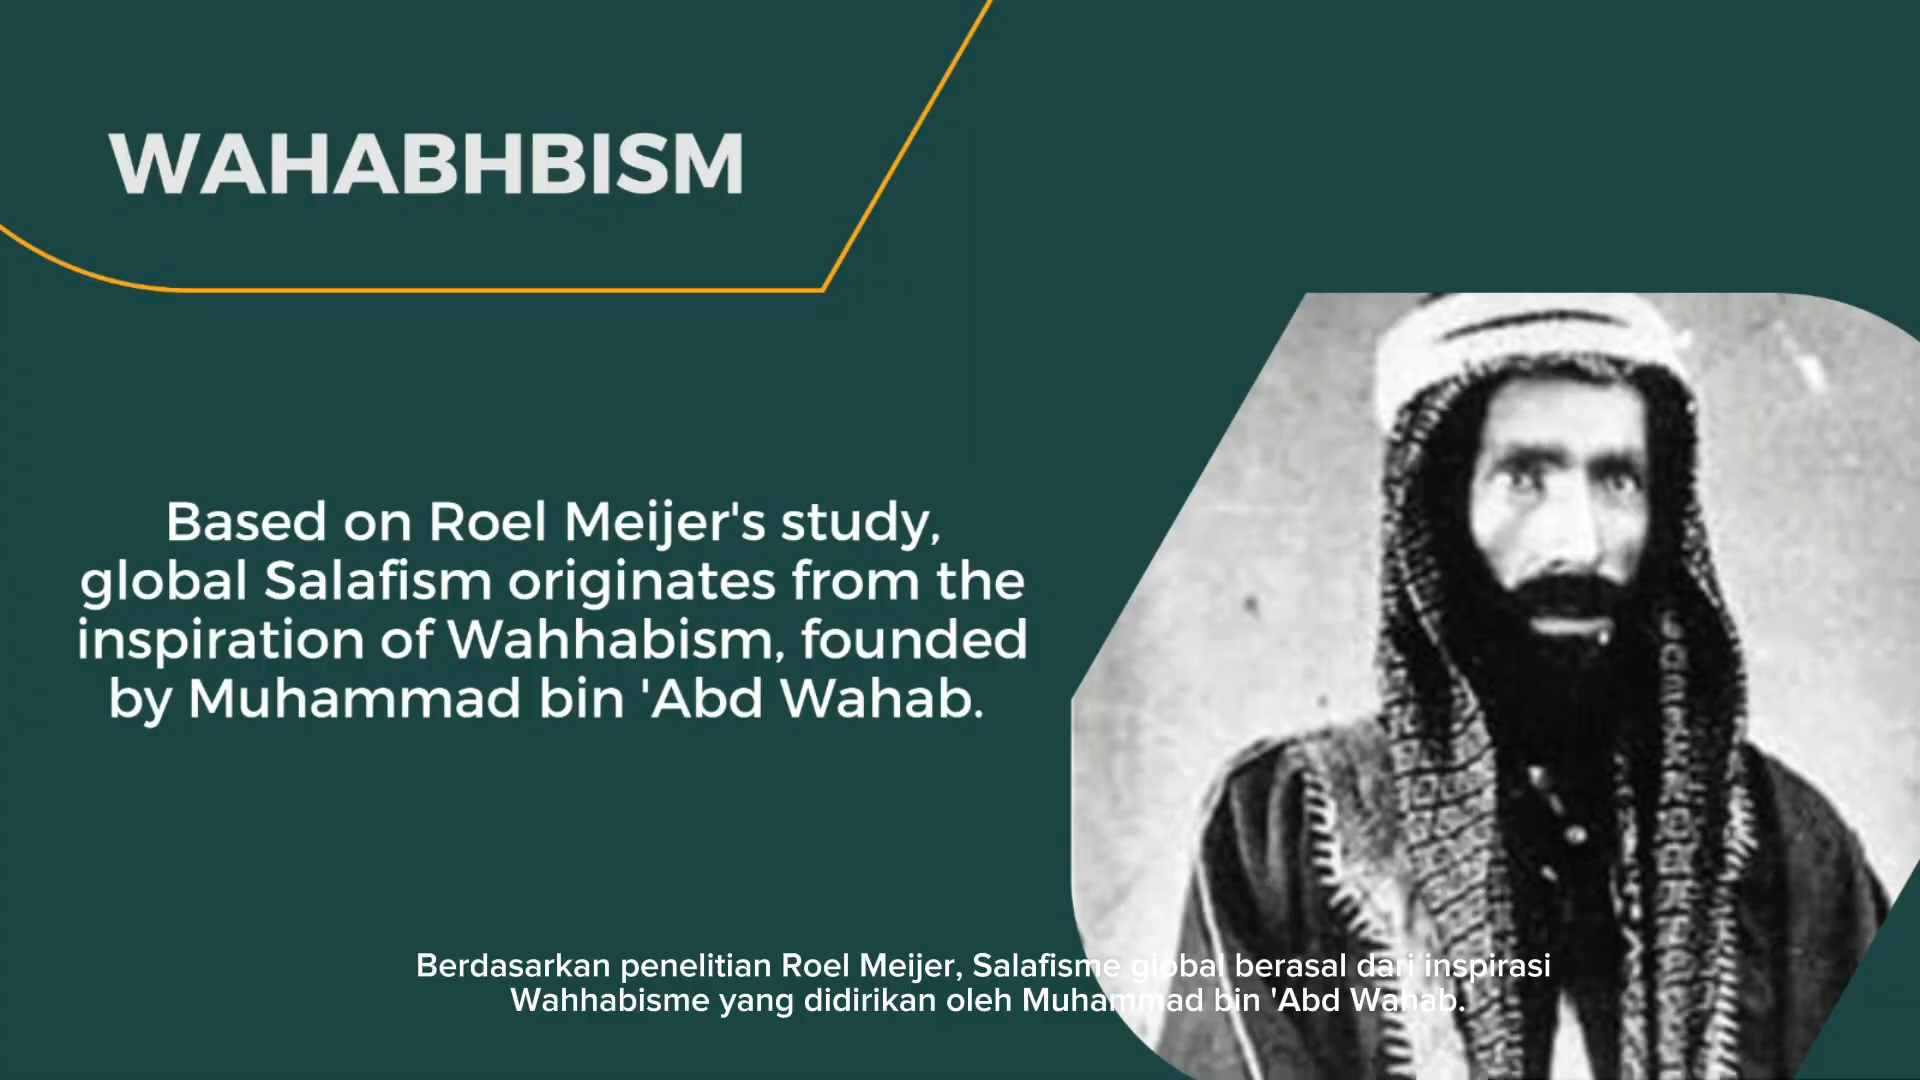 WAHABHBISM
Based on Roel Meijer's study,
global Salafism originates from the
inspiration of Wahhabism, founded
by Muhammad bin 'Abd Wahab.
Berdasarkan penelitian Roel Meijer, Salafisme global berasal dari inspirasi
Wahhabisme yang didirikan oleh Muhammad bin 'Abd Wahab.